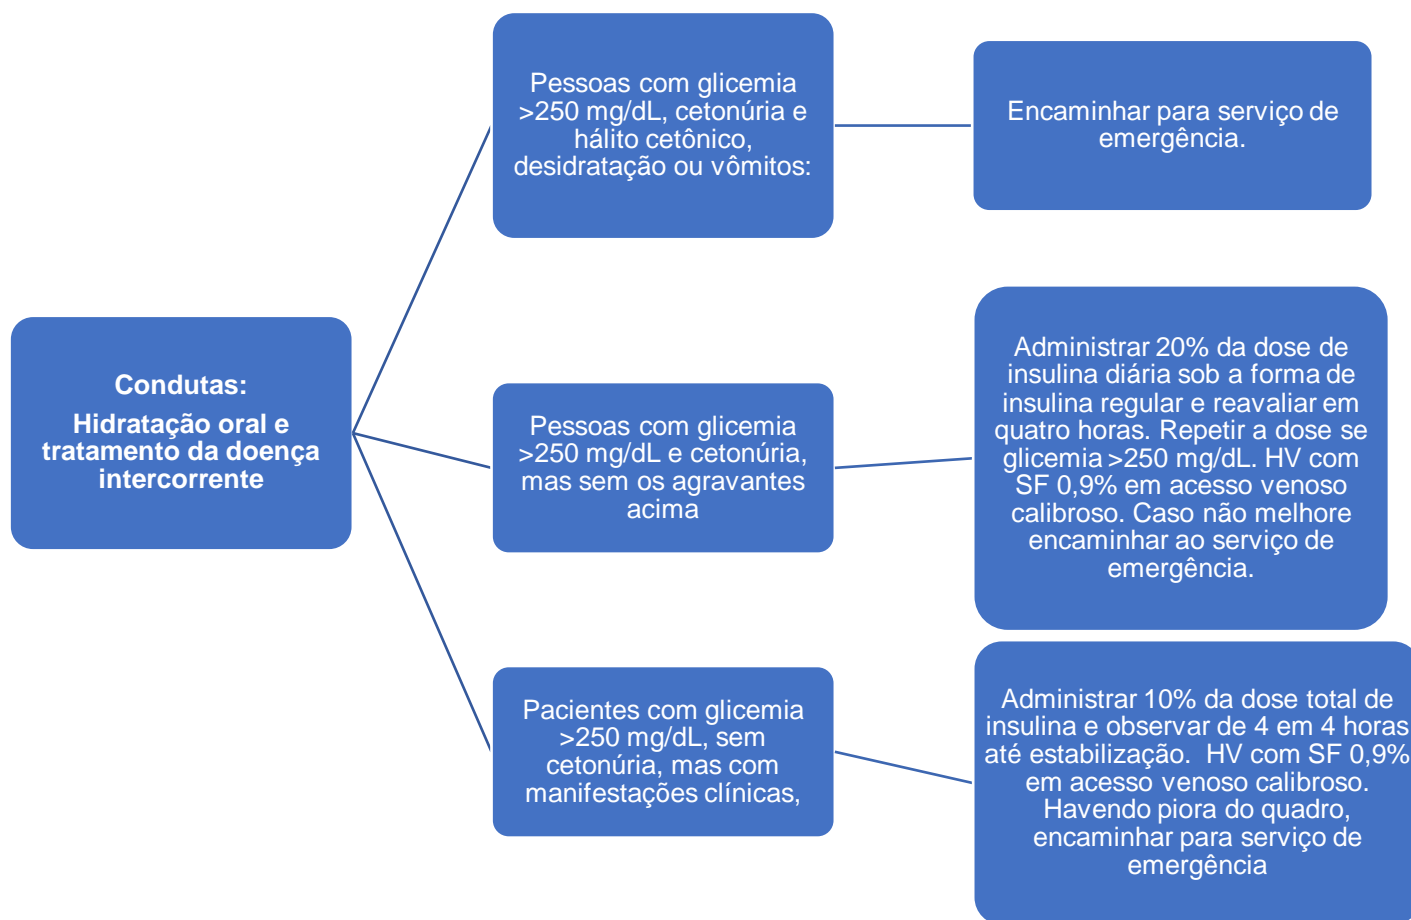 Pessoas com glicemia
>250 mg/dL, cetonúria e
hálito cetônico,
desidratação ou vômitos:
Encaminhar para serviço de
emergência.
Condutas:
Hidratação oral e
tratamento da doença
intercorrente
Pessoas com glicemia
>250 mg/dL e cetonúria,
mas sem os agravantes
acima
Administrar 20% da dose de
insulina diária sob a forma de
insulina regular e reavaliar em
quatro horas. Repetir a dose se
glicemia >250 mg/dL. HV com
SF 0,9% em acesso venoso
calibroso. Caso não melhore
encaminhar ao serviço de
emergência.
Pacientes com glicemia
>250 mg/dL, sem
cetonúria, mas com
manifestações clínicas,
Administrar 10% da dose total de
insulina e observar de 4 em 4 horas
até estabilização. HV com SF 0,9%
em acesso venoso calibroso.
Havendo piora do quadro,
encaminhar para serviço de
emergência